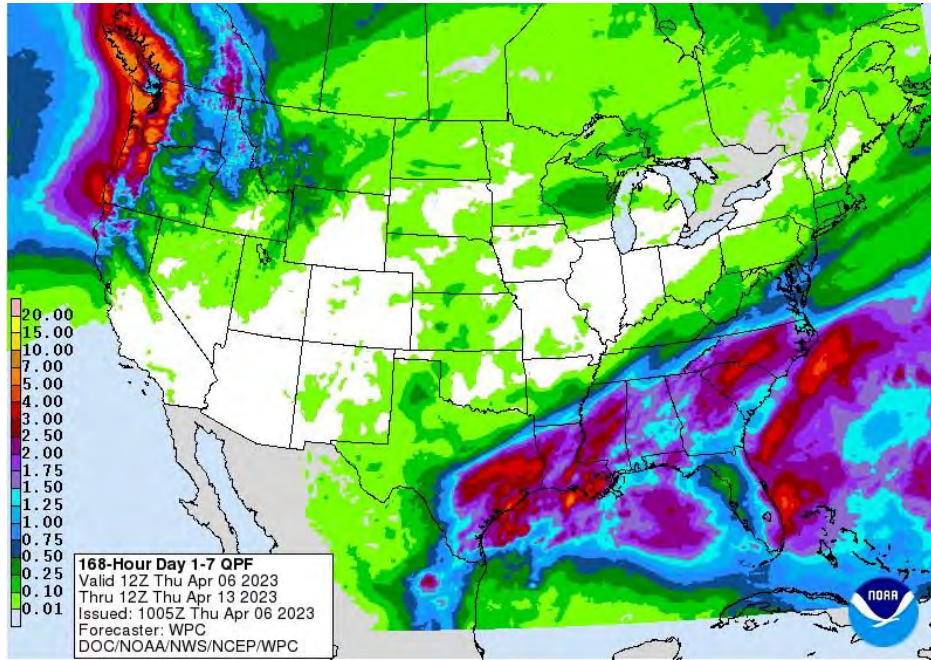 20.00
15.00
10.00
7.00
5.00
4.00
3.00
2.50
2.00
1.75
1.50
1.25
1.00
0.75
0.50
0.25
0.10
0.01
168-Hour Day 1-7 QPF
Valid 12Z Thu Apr 06 2023
Thru 12Z Thu Apr 13 2023
Issued: 1005Z Thu Apr 06 2023
Forecaster: WPC
DOC/NOAA/NWS/NCEP/WPC
NOAA